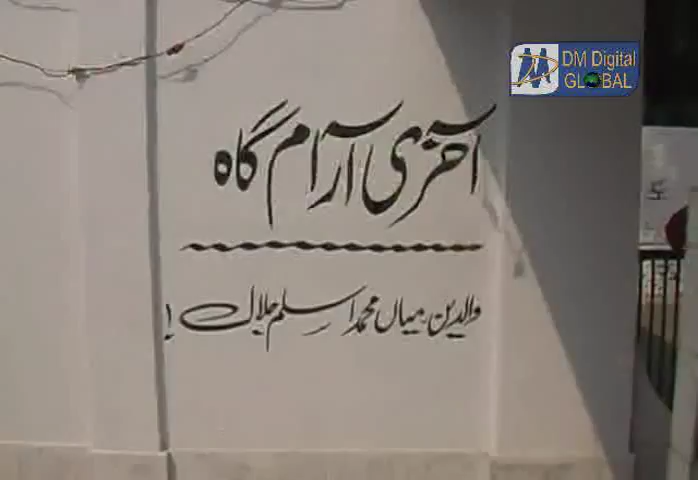 DM Digital
GLOBAL
آخری آرام گاہ
والدین میاں محمد اسلم جلال